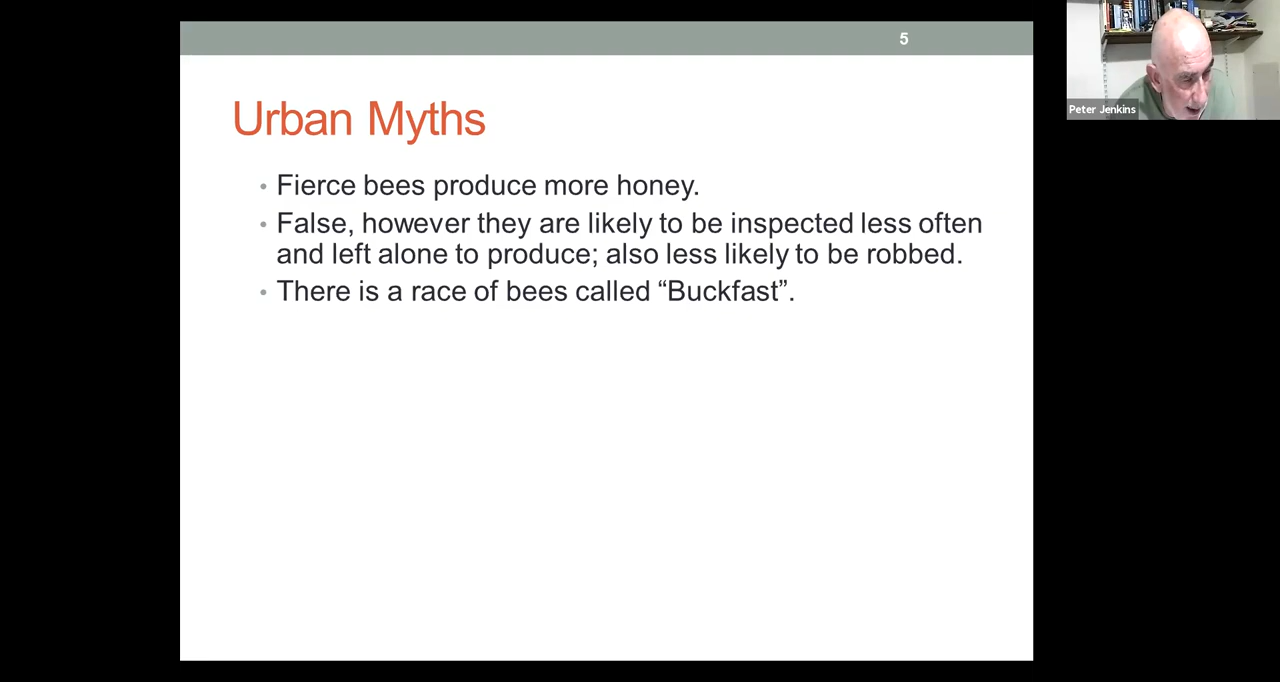 5
Urban Myths
• Fierce bees produce more honey.
• False, however they are likely to be inspected less often
and left alone to produce; also less likely to be robbed.
• There is a race of bees called “Buckfast”.
Peter Jenkins